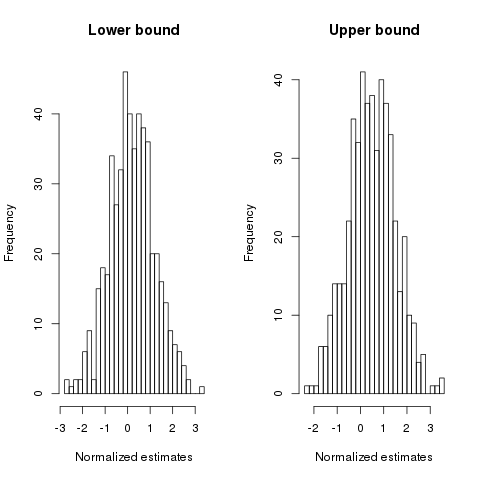 Lower bound
Frequency
40
30
20
10
0
-3 -2 -1 0 1 2 3
Normalized estimates
Upper bound
Frequency
40
30
20
10
0
-2 -1 0 1 2 3
Normalized estimates